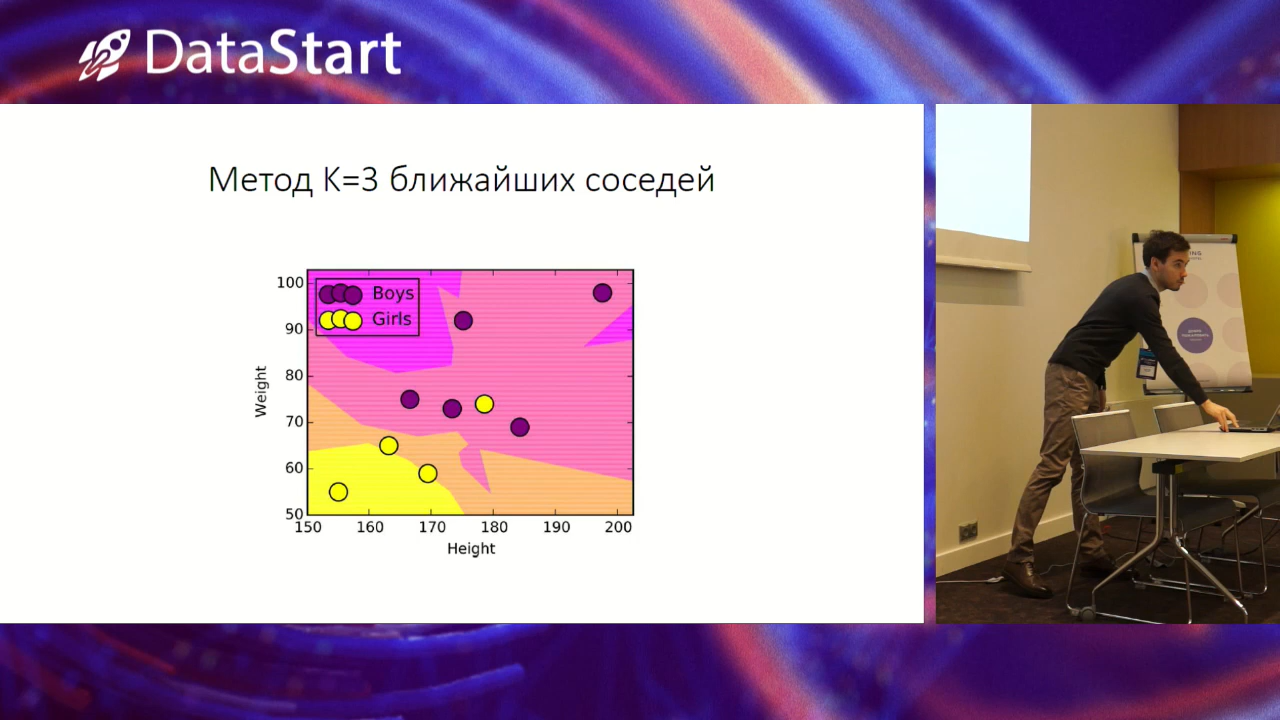 DataStart
Метод K=3 ближайших соседей
Boys
Girls
100
90
80
70
60
50
Weight
150 160 170 180 190 200
Height